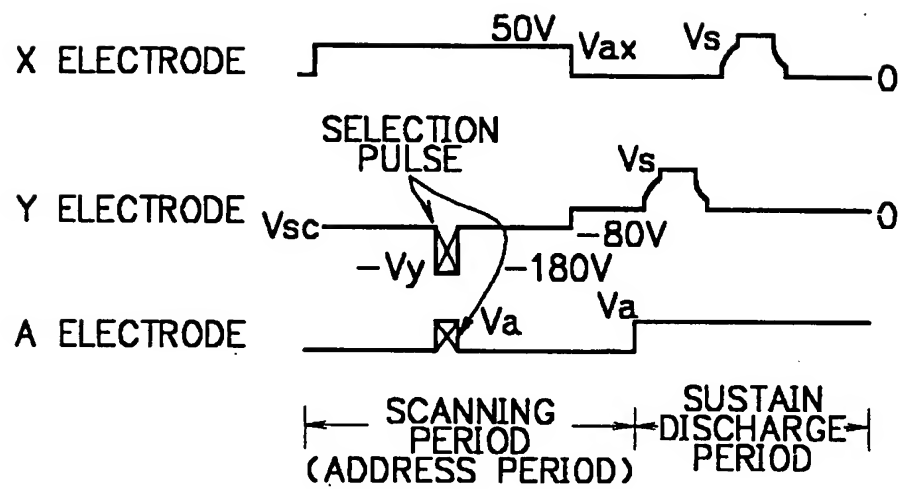 50V
Vax
Vs
X ELECTRODE
0
SELECTION
PULSE
Vs
Y ELECTRODE
Vsc
0
-80V
-Vy
-180V
Va
Va
A ELECTRODE
SCANNING
PERIOD
(ADDRESS PERIOD)
SUSTAIN
DISCHARGE
PERIOD